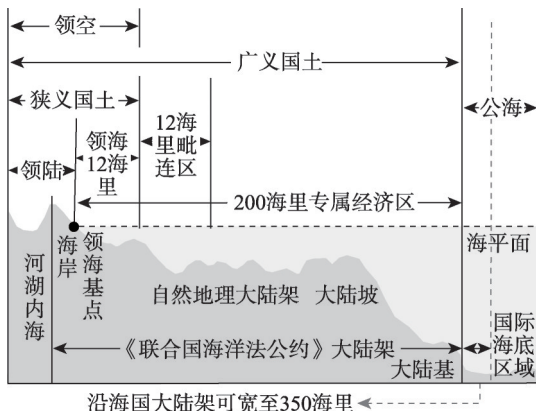 领空
广义国土
狭义国土
公海
领海
12海
里
12海
里毗
连区
领陆
200海里专属经济区
海平面
河湖内海
海岸
领海基点
自然地理大陆架 大陆坡
国际
海底
区域
《联合国海洋法公约》大陆架
大陆基
沿海国大陆架可宽至350海里